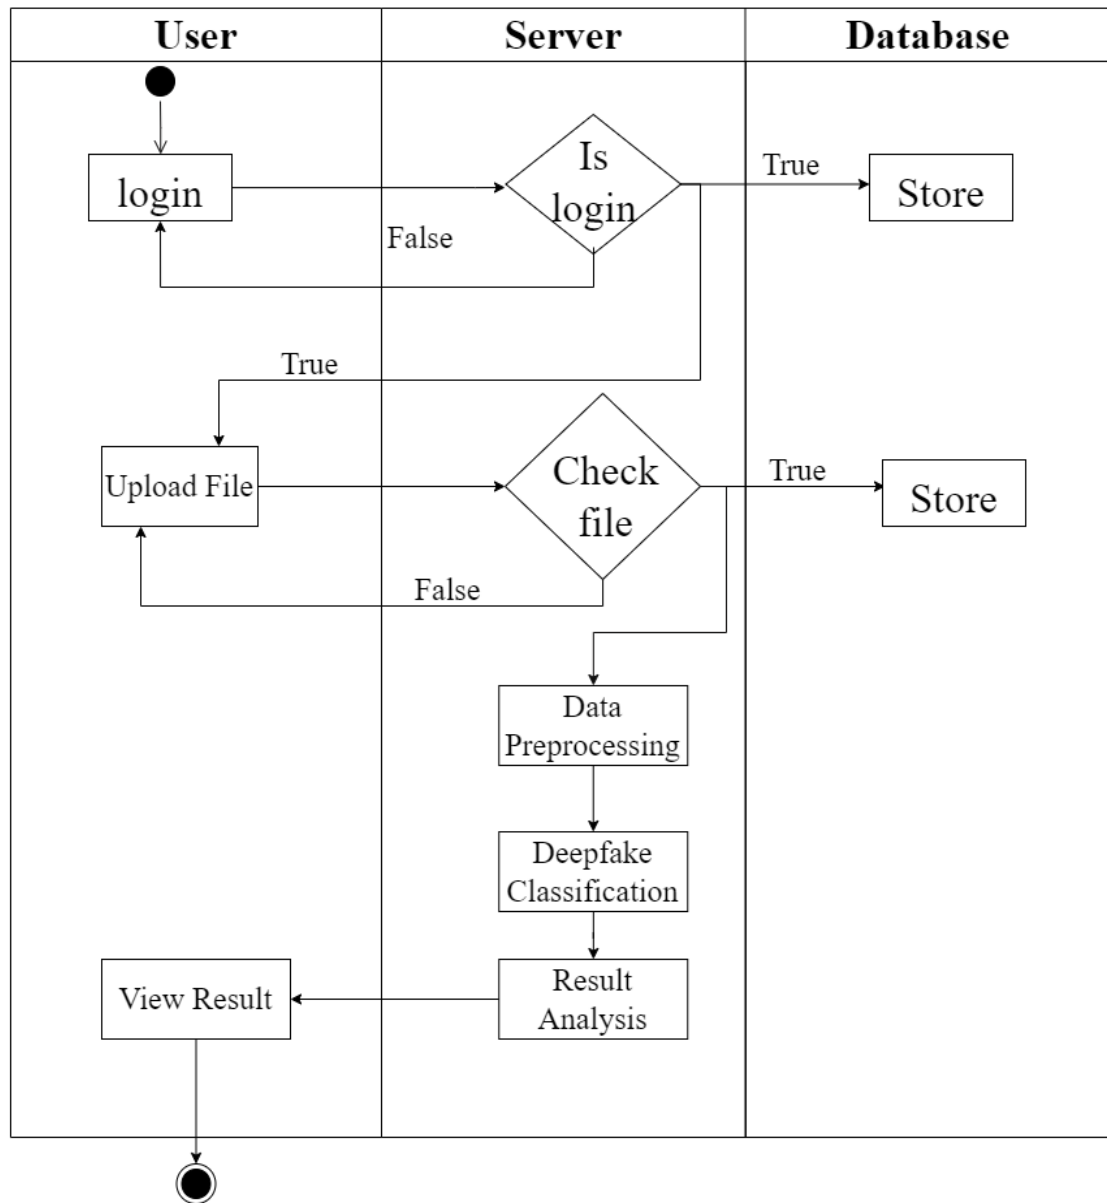 User
Server
Database
login
Is
login
True
Store
False
True
Upload File
Check
file
True
Store
False
Data
Preprocessing
Deepfake
Classification
View Result
Result
Analysis